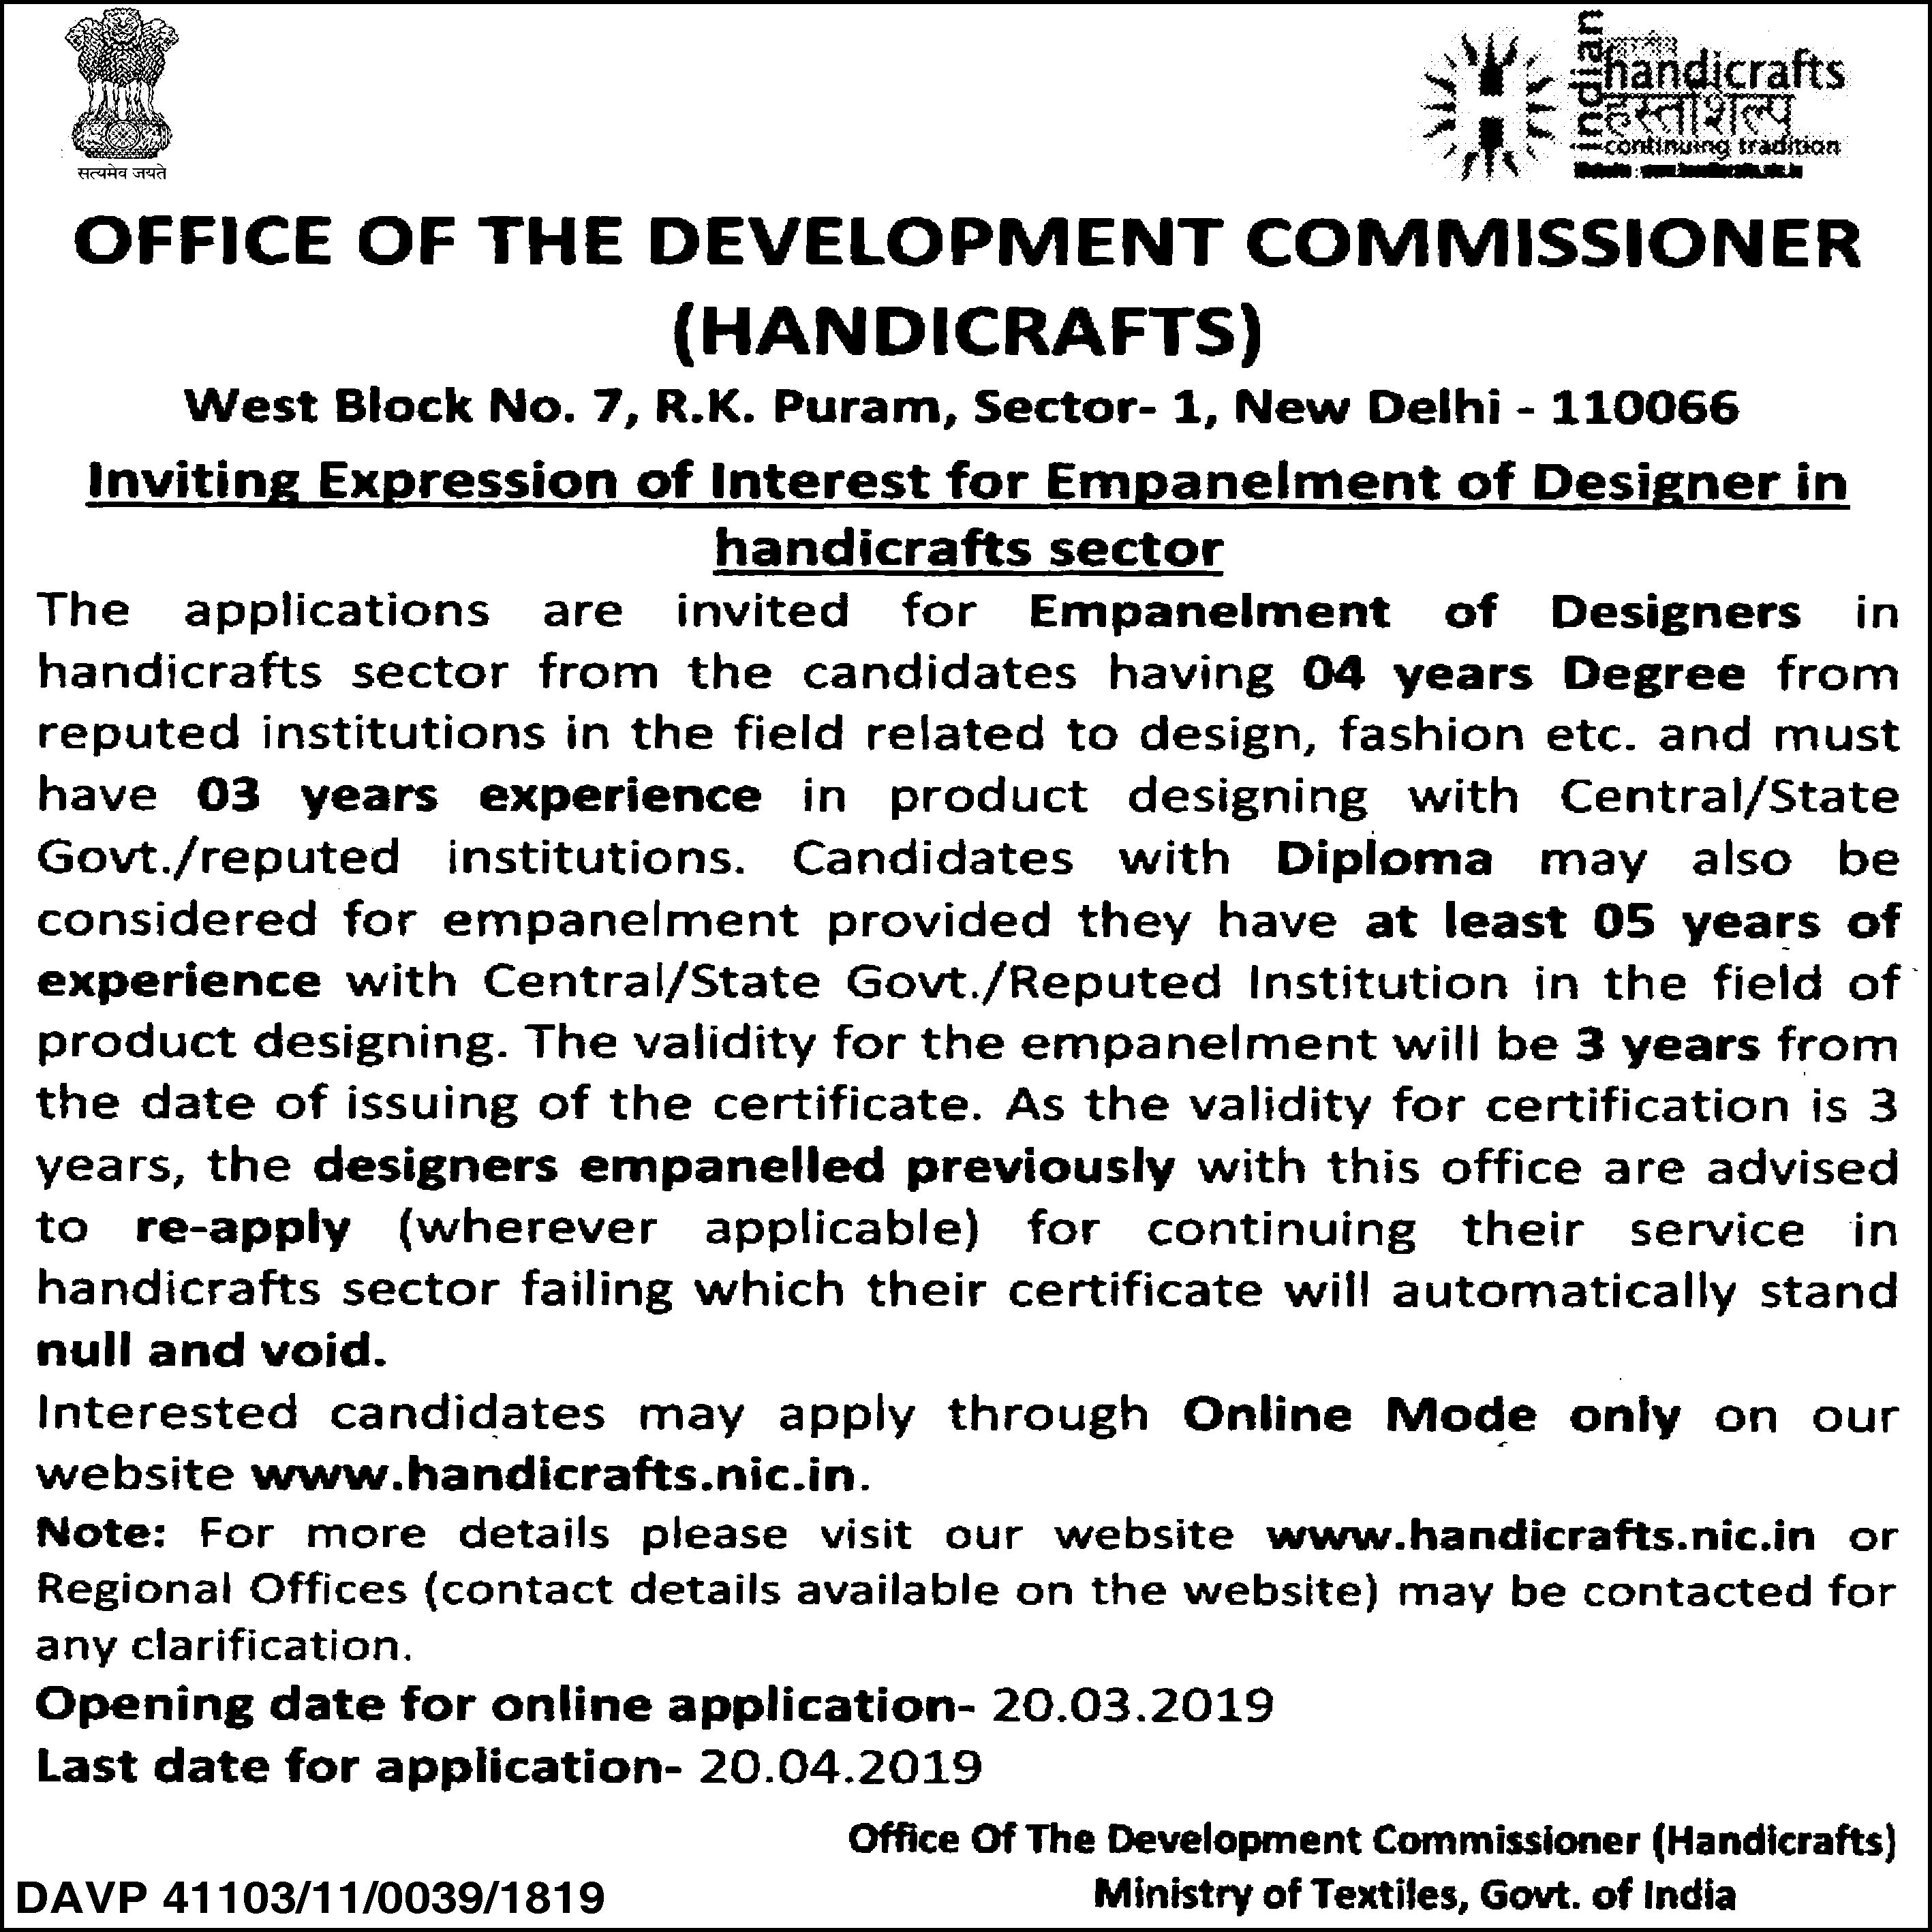 सत्यमेव जयते
Indian
handicrafts
हस्तशिल्प
continuing tradition
OFFICE OF THE DEVELOPMENT COMMISSIONER
(HANDICRAFTS)
West Block No. 7, R.K. Puram, Sector- 1, New Delhi - 110066
Inviting Expression of Interest for Empanelment of Designer in
handicrafts sector
The applications are invited for Empanelment of Designers in
handicrafts sector from the candidates having 04 years Degree from
reputed institutions in the field related to design, fashion etc. and must
have 03 years experience in product designing with Central/State
Govt./reputed institutions. Candidates with Diploma may also be
considered for empanelment provided they have at least 05 years of
experience with Central/State Govt./Reputed Institution in the field of
product designing. The validity for the empanelment will be 3 years from
the date of issuing of the certificate. As the validity for certification is 3
years, the designers empanelled previously with this office are advised
to re-apply (wherever applicable) for continuing their service in
handicrafts sector failing which their certificate will automatically stand
null and void.
Interested candidates may apply through Online Mode only on our
website www.handicrafts.nic.in.
Note: For more details please visit our website www.handicrafts.nic.in or
Regional Offices (contact details available on the website) may be contacted for
any clarification.
Opening date for online application- 20.03.2019
Last date for application- 20.04.2019
Office Of The Development Commissioner (Handicrafts)
DAVP 41103/11/0039/1819 Ministry of Textiles, Govt. of India